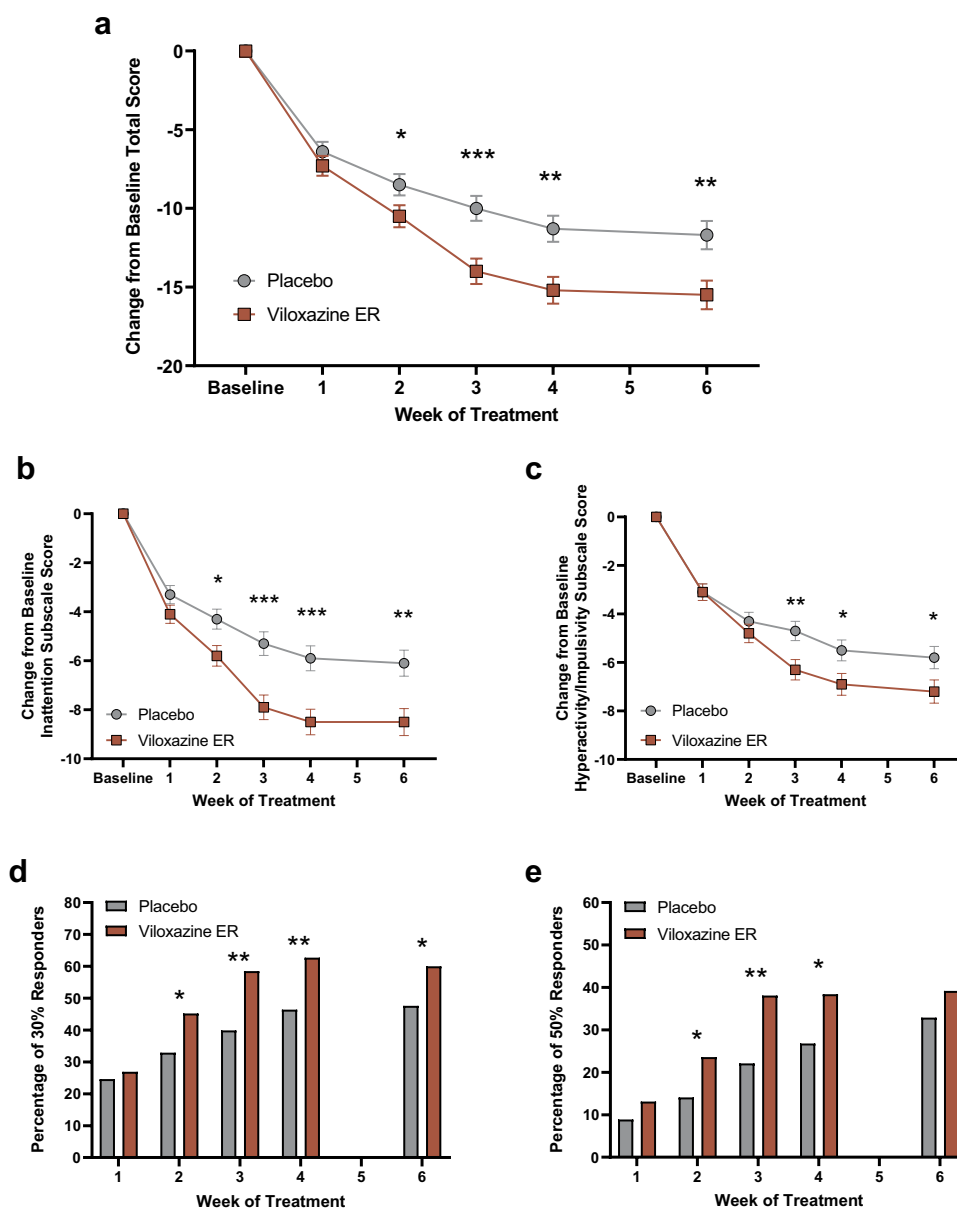 a
Change from Baseline Total Score
0
-5
-10
-15
-20
*
***
**
**
Placebo
Viloxazine ER
Baseline 1 2 3 4 5 6
Week of Treatment
b
Change from Baseline
Inattention Subscale Score
0
-2
-4
-6
-8
-10
*
***
***
**
Placebo
Viloxazine ER
Baseline 1 2 3 4 5 6
Week of Treatment
c
Change from Baseline
Hyperactivity/Impulsivity Subscale Score
0
-2
-4
-6
-8
-10
**
*
*
Placebo
Viloxazine ER
Baseline 1 2 3 4 5 6
Week of Treatment
d
Percentage of 30% Responders
80
70
60
50
40
30
20
10
0
Placebo
Viloxazine ER
*
**
**
*
1 2 3 4 5 6
Week of Treatment
e
Percentage of 50% Responders
60
50
40
30
20
10
0
Placebo
Viloxazine ER
*
**
*
1 2 3 4 5 6
Week of Treatment